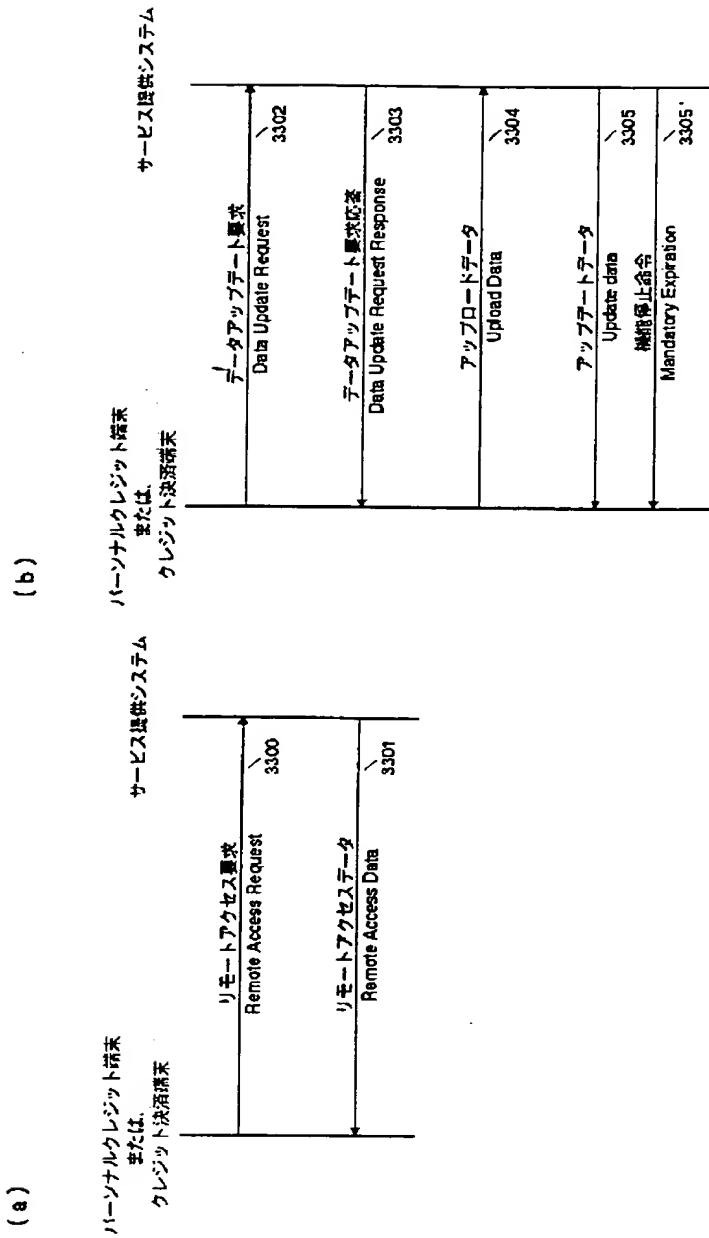 (a)
パーソナルクレジット端末
または、
クレジット決済端末
サービス提供システム
リモートアクセス要求
Remote Access Request
3300
リモートアクセスデータ
Remote Access Data
3301
(b)
パーソナルクレジット端末
または、
クレジット決済端末
サービス提供システム
データアップデート要求
Data Update Request
3302
データアップデート要求応答
Data Update Request Response
3303
アップロードデータ
Upload Data
3304
アップデートデータ
Update data
3305
機能停止命令
Mandatory Expiration
3305'